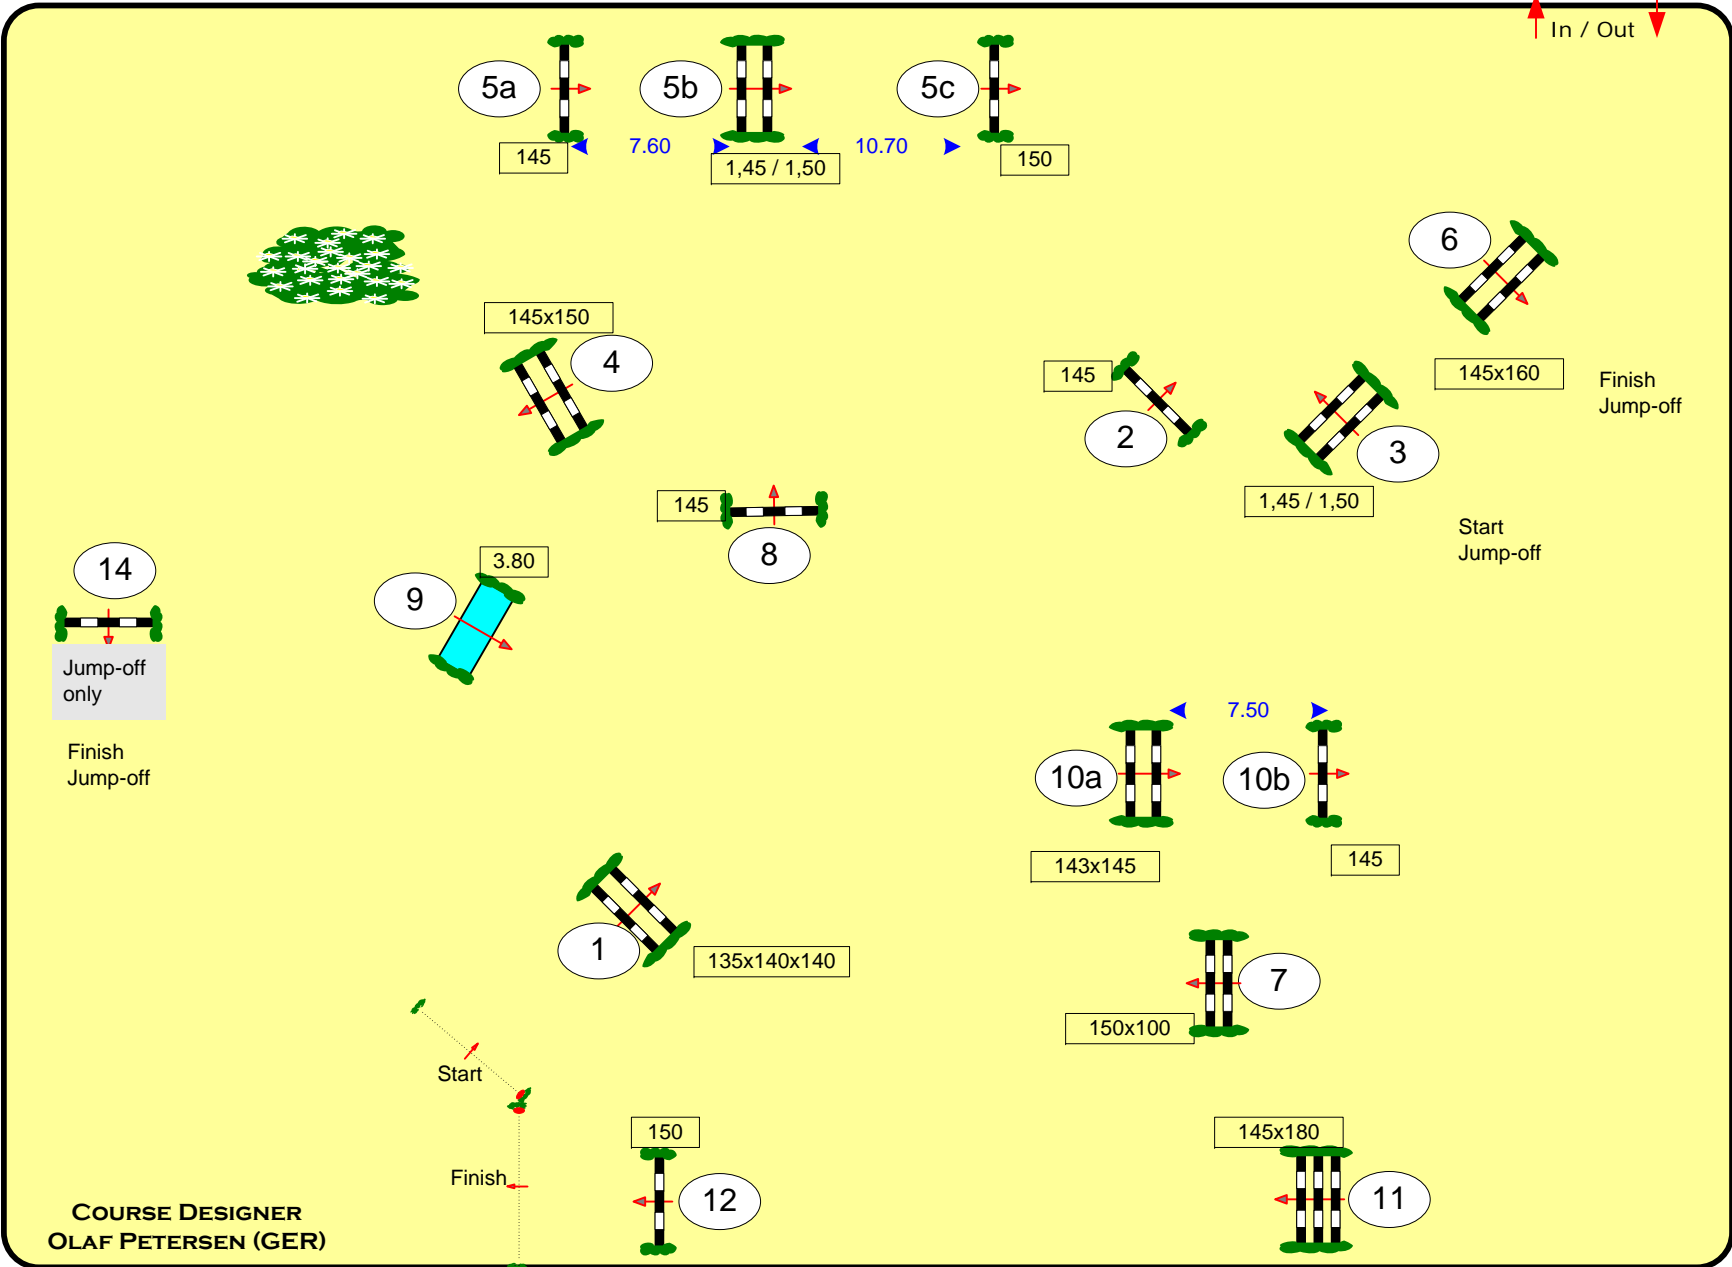 In / Out
5a
5b
5c
7.60
10.70
145
1,45 / 1,50
150
6
145x150
4
145
2
145x160
Finish
Jump-off
3
1,45 / 1,50
145
8
Start
Jump-off
14
3.80
9
Jump-off
only
Finish
Jump-off
7.50
10a
10b
143x145
145
1
135x140x140
7
150x100
Start
150
145x180
Finish
12
11
COURSE DESIGNER
OLAF PETERSEN (GER)